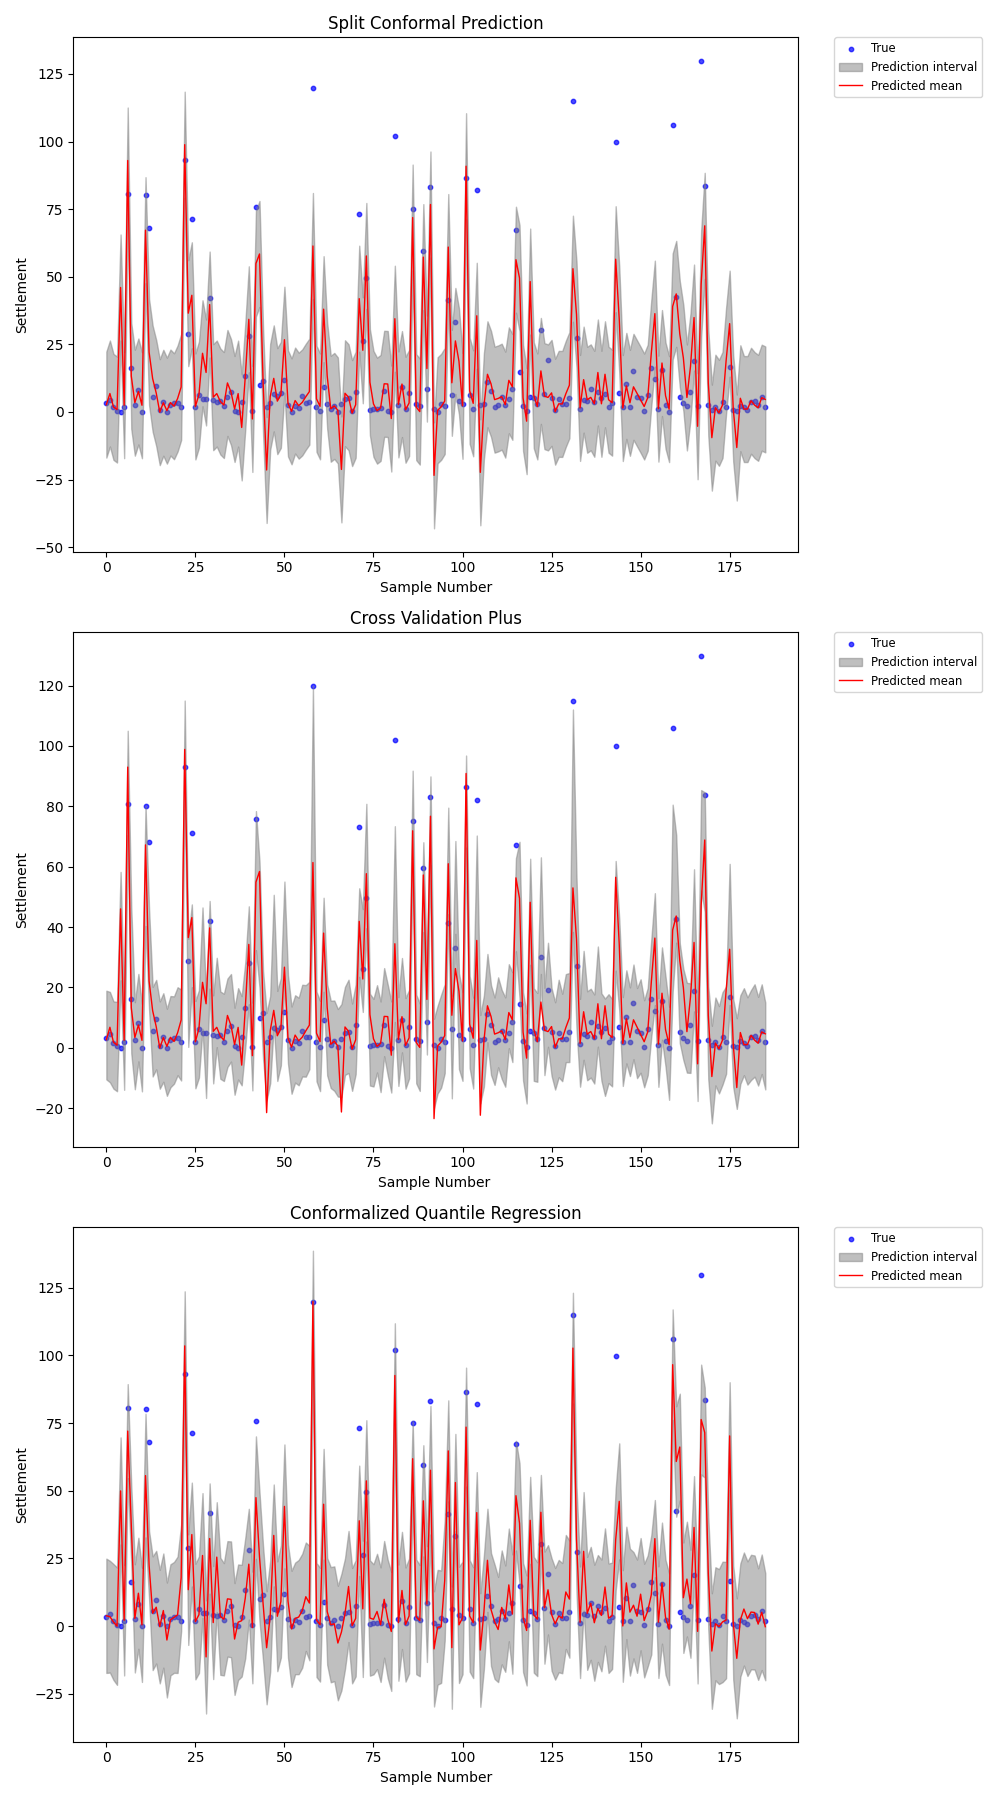 Split Conformal Prediction
125
100
75
50
25
0
−25
−50
Settlement
0 25 50 75 100 125 150 175
Sample Number
True
Prediction interval
Predicted mean
Cross Validation Plus
120
100
80
60
40
20
0
−20
Settlement
0 25 50 75 100 125 150 175
Sample Number
True
Prediction interval
Predicted mean
Conformalized Quantile Regression
125
100
75
50
25
0
−25
Settlement
0 25 50 75 100 125 150 175
Sample Number
True
Prediction interval
Predicted mean